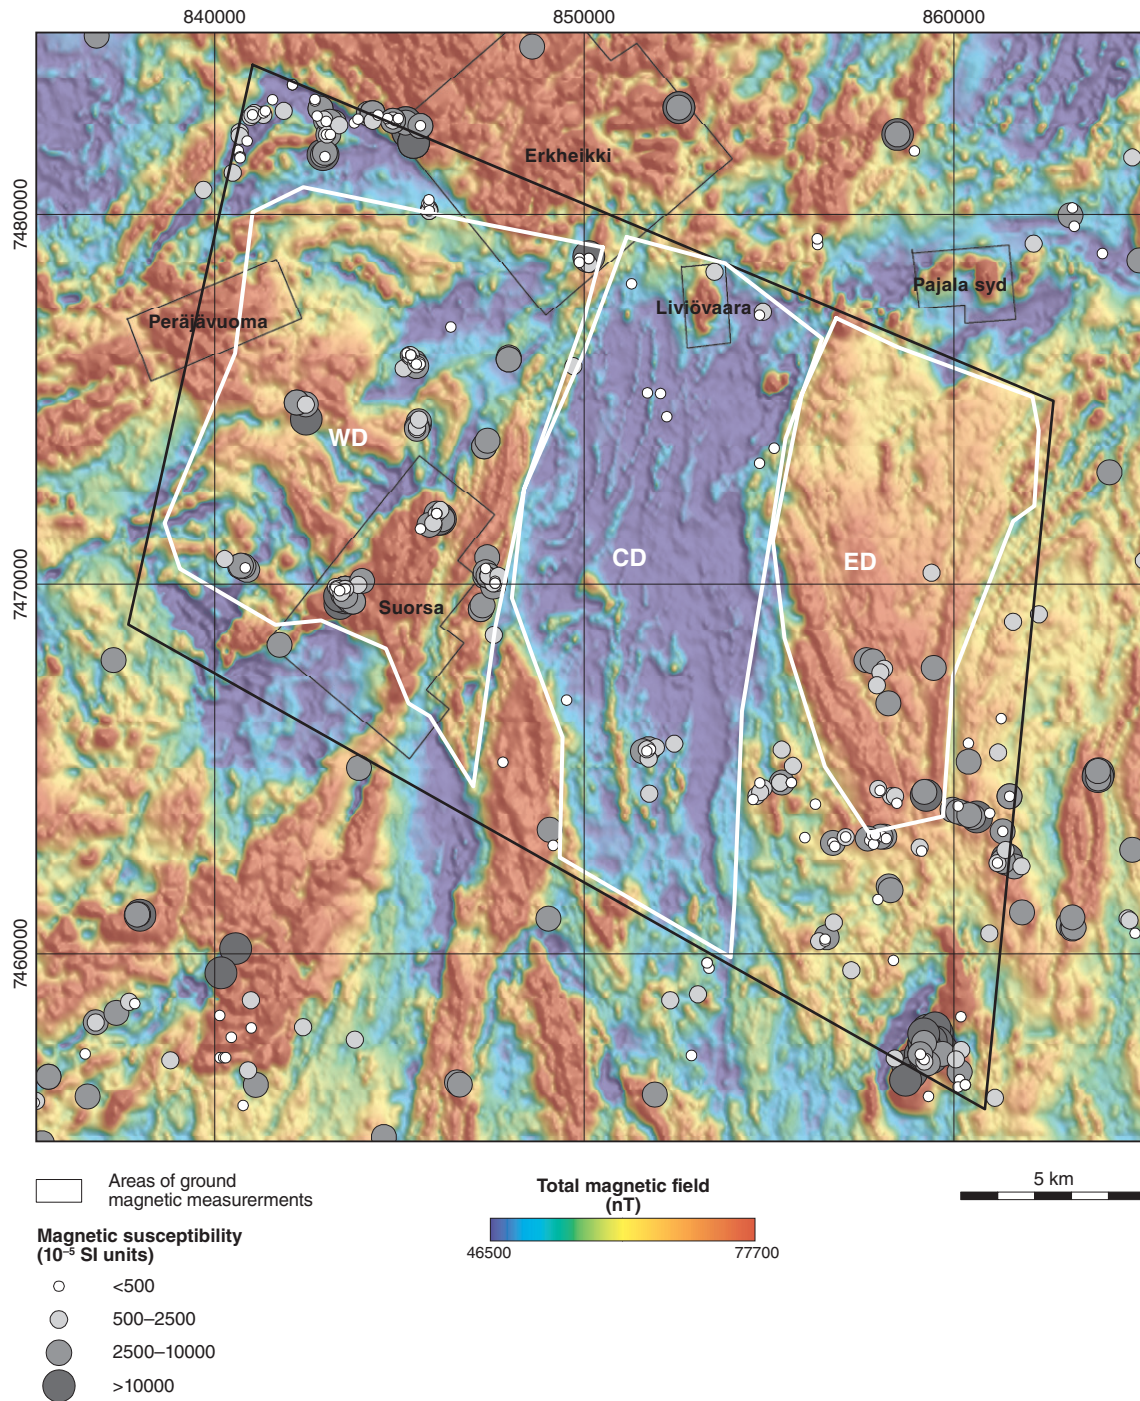 840000
850000
860000
Erkheikki
7480000
Pajala syd
Liviövaara
Peräjävuoma
WD
CD
ED
7470000
Suorsa
7460000
Areas of ground
magnetic measurerments
5 km
Total magnetic field
(nT)
46500
77700
Magnetic susceptibility
(10⁻⁵ SI units)
<500
500–2500
2500–10000
>10000